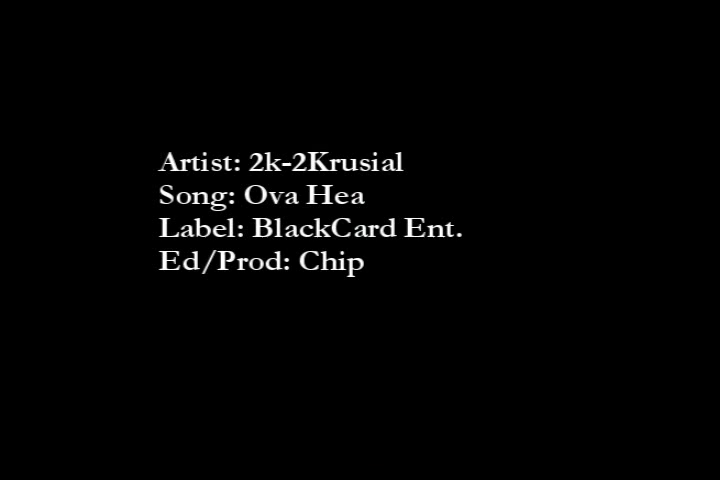 Artist: 2k-2Krusial
Song: Ova Hea
Label: BlackCard Ent.
Ed/Prod: Chip